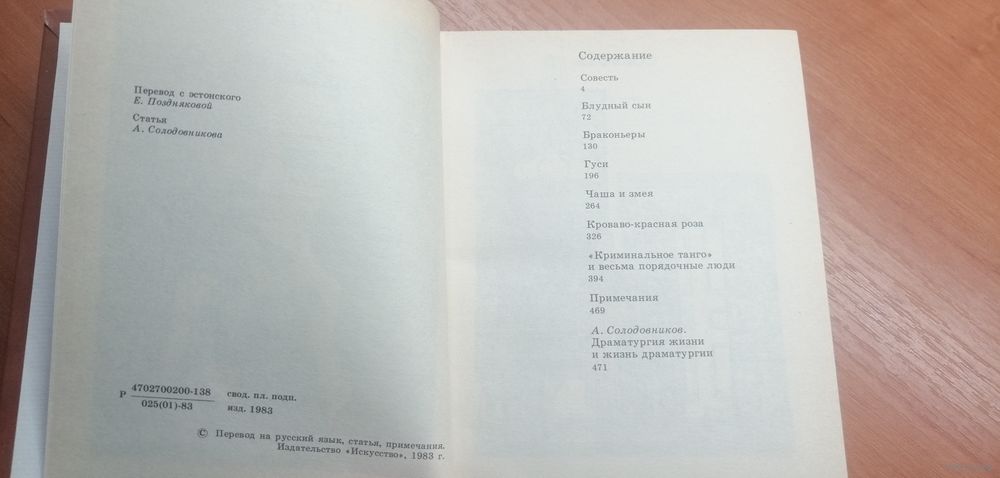 Перевод с эстонского
Е. Поздняковой
Статья
А. Солодовникова
Р 4702700200-138 свод. пл. подп.
025(01)-83 изд. 1983
© Перевод на русский язык, статья, примечания.
Издательство «Искусство», 1983 г.
Содержание
Совесть
4
Блудный сын
72
Браконьеры
130
Гуси
196
Чаша и змея
264
Кроваво-красная роза
326
«Криминальное танго»
и весьма порядочные люди
394
Примечания
469
А. Солодовников.
Драматургия жизни
и жизнь драматургии
471